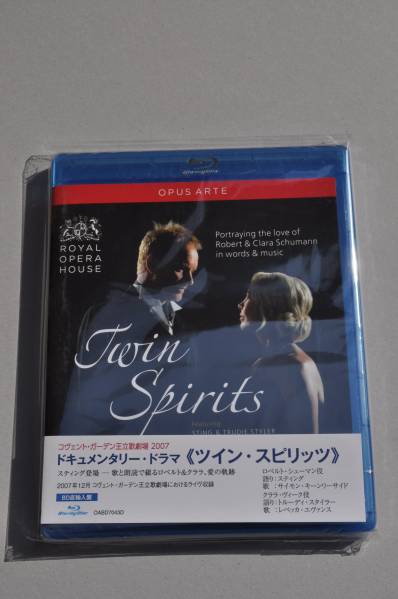 Blu-ray Disc
OPUS ARTE
ROYAL
OPERA
HOUSE
Portraying the love of
Robert & Clara Schumann
in words & music
Twin
Spirits
Featuring
STING & TRUDIE STYLER
コヴェント・ガーデン王立歌劇場 2007
ドキュメンタリー・ドラマ《ツイン・スピリッツ》
スティング登場 ― 歌と朗読で綴るロベルト&クララ、愛の軌跡
2007年12月 コヴェント・ガーデン王立歌劇場におけるライヴ収録
BD直輸入盤
Blu-ray Disc
OABD7043D
ロベルト・シューマン役
語り:スティング
歌 :サイモン・キーンリーサイド
クララ・ヴィーク役
語り:トルーディ・スタイラー
歌 :レベッカ・エヴァンス